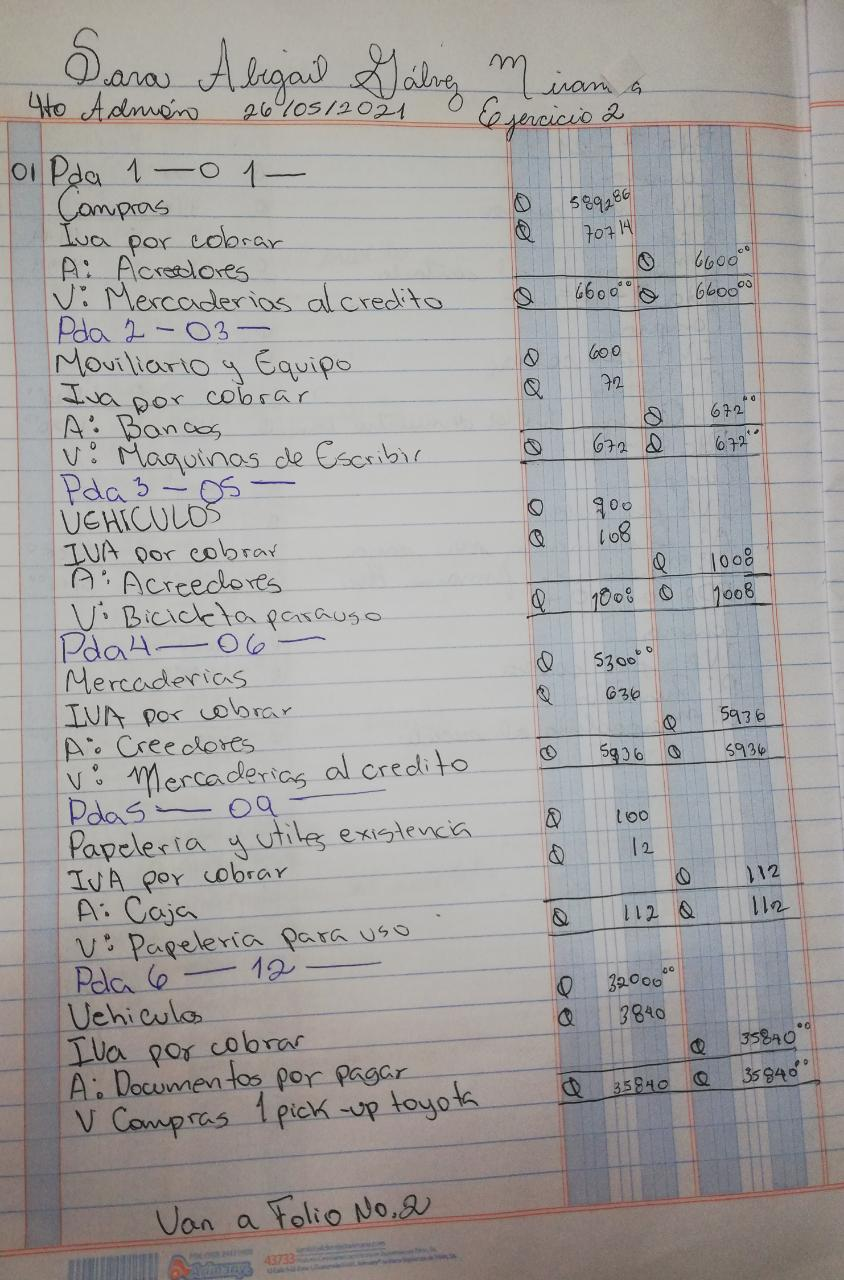 Sara Abigail Gálvez Miranda
4to Admón 26/05/2021 Ejercicio 2
01 Pda 1 — 0 1 —
Compras Q 5892.86
Iva por cobrar Q 707.14
A: Acreedores Q 6600.00
V: Mercaderias al credito Q 6600.00 Q 6600.00
Pda 2 - 03 —
Moviliario y Equipo Q 600
Iva por cobrar Q 72
A: Bancos Q 672.00
V: Maquinas de Escribir Q 672 Q 672.00
Pda 3 - 05 —
VEHICULOS Q 900
IVA por cobrar Q 108
A: Acreedores Q 1008
V: Bicicleta para uso Q 1008 Q 1008
Pda 4 — 06 —
Mercaderias Q 5300.00
IVA por cobrar Q 636
A: Creedores Q 5936
V: Mercaderias al credito Q 5936 Q 5936
Pda 5 — 09 —
Papeleria y utiles existencia Q 100
IVA por cobrar Q 12
A: Caja Q 112
V: Papeleria para uso Q 112 Q 112
Pda 6 — 12 —
Vehiculos Q 32000.00
Iva por cobrar Q 3840
A: Documentos por pagar Q 35840.00
V Compras 1 pick-up toyota Q 35840 Q 35840.00
Van a Folio No. 2
43733